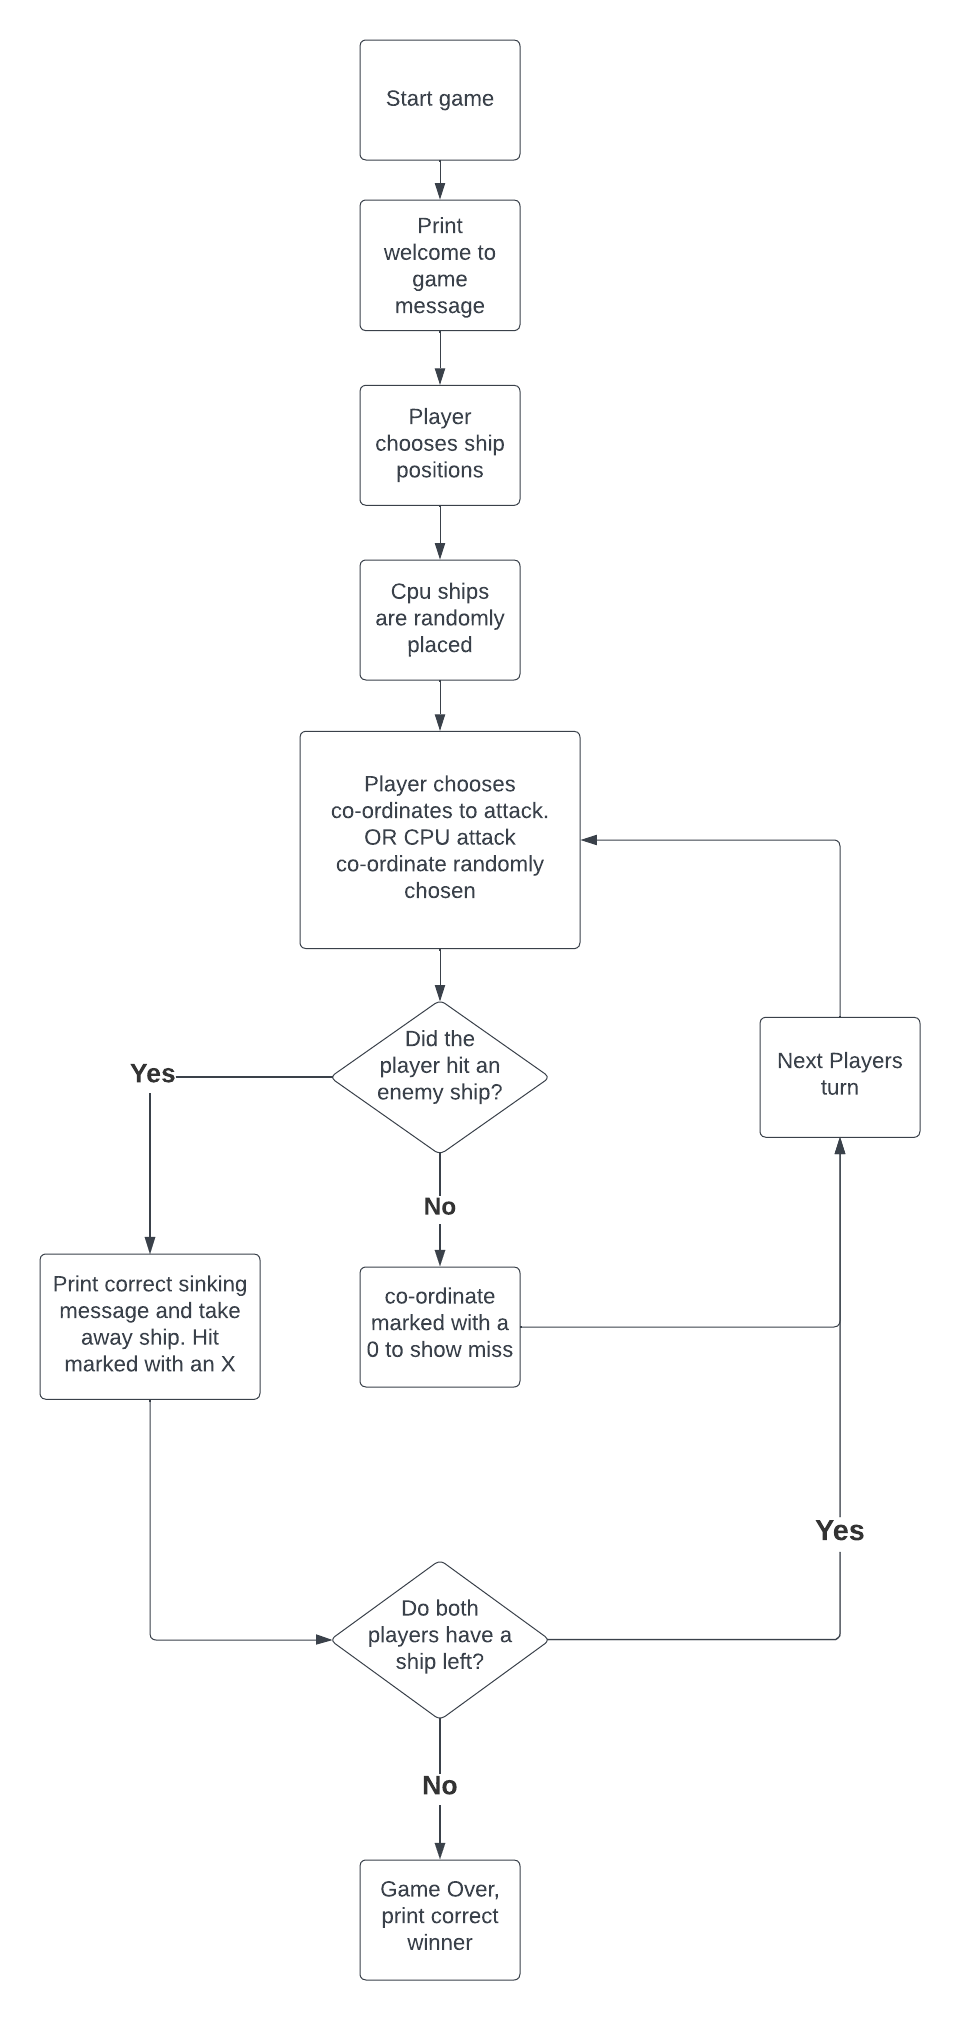 Start game
Print
welcome to
game
message
Player
chooses ship
positions
Cpu ships
are randomly
placed
Player chooses
co-ordinates to attack.
OR CPU attack
co-ordinate randomly
chosen
Did the
player hit an
enemy ship?
Yes
Next Players
turn
No
Print correct sinking
message and take
away ship. Hit
marked with an X
co-ordinate
marked with a
0 to show miss
Yes
Do both
players have a
ship left?
No
Game Over,
print correct
winner